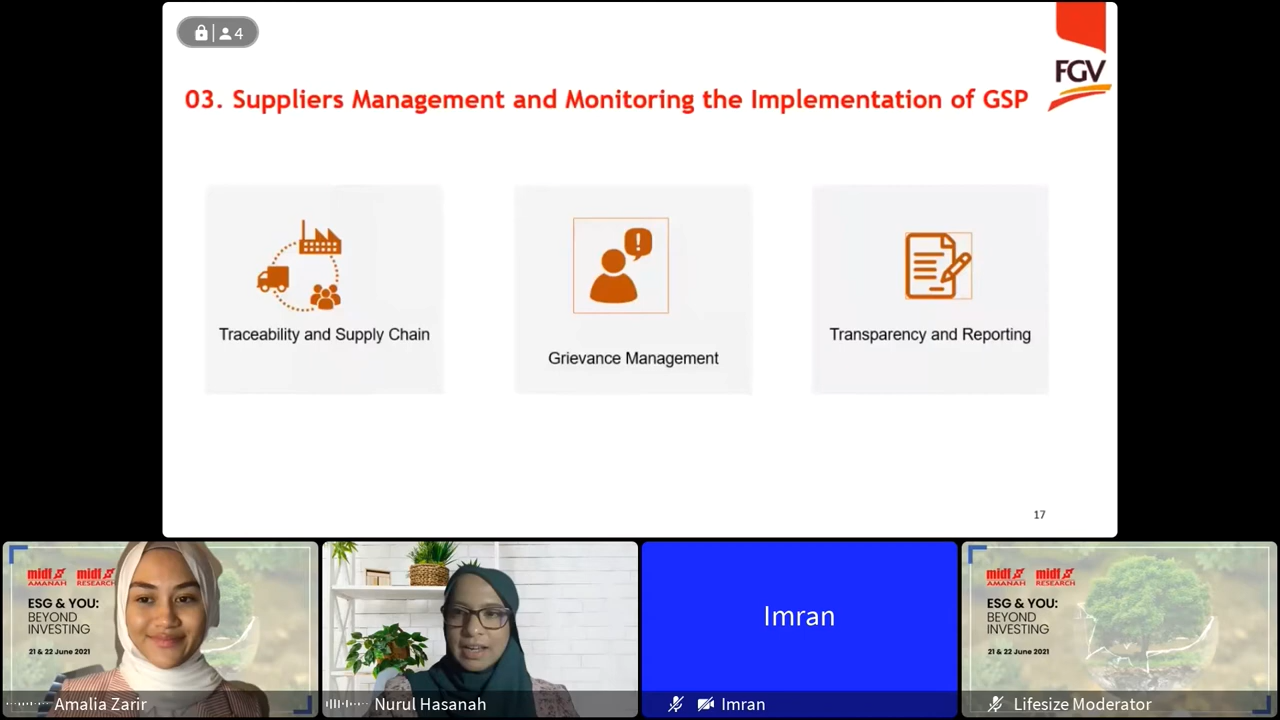 4
FGV
03. Suppliers Management and Monitoring the Implementation of GSP
Traceability and Supply Chain
Grievance Management
Transparency and Reporting
17
midf AMANAH midf RESEARCH
ESG & YOU:
BEYOND
INVESTING
21 & 22 June 2021
Amalia Zarir
Nurul Hasanah
Imran
Imran
midf AMANAH midf RESEARCH
ESG & YOU:
BEYOND
INVESTING
21 & 22 June 2021
Lifesize Moderator